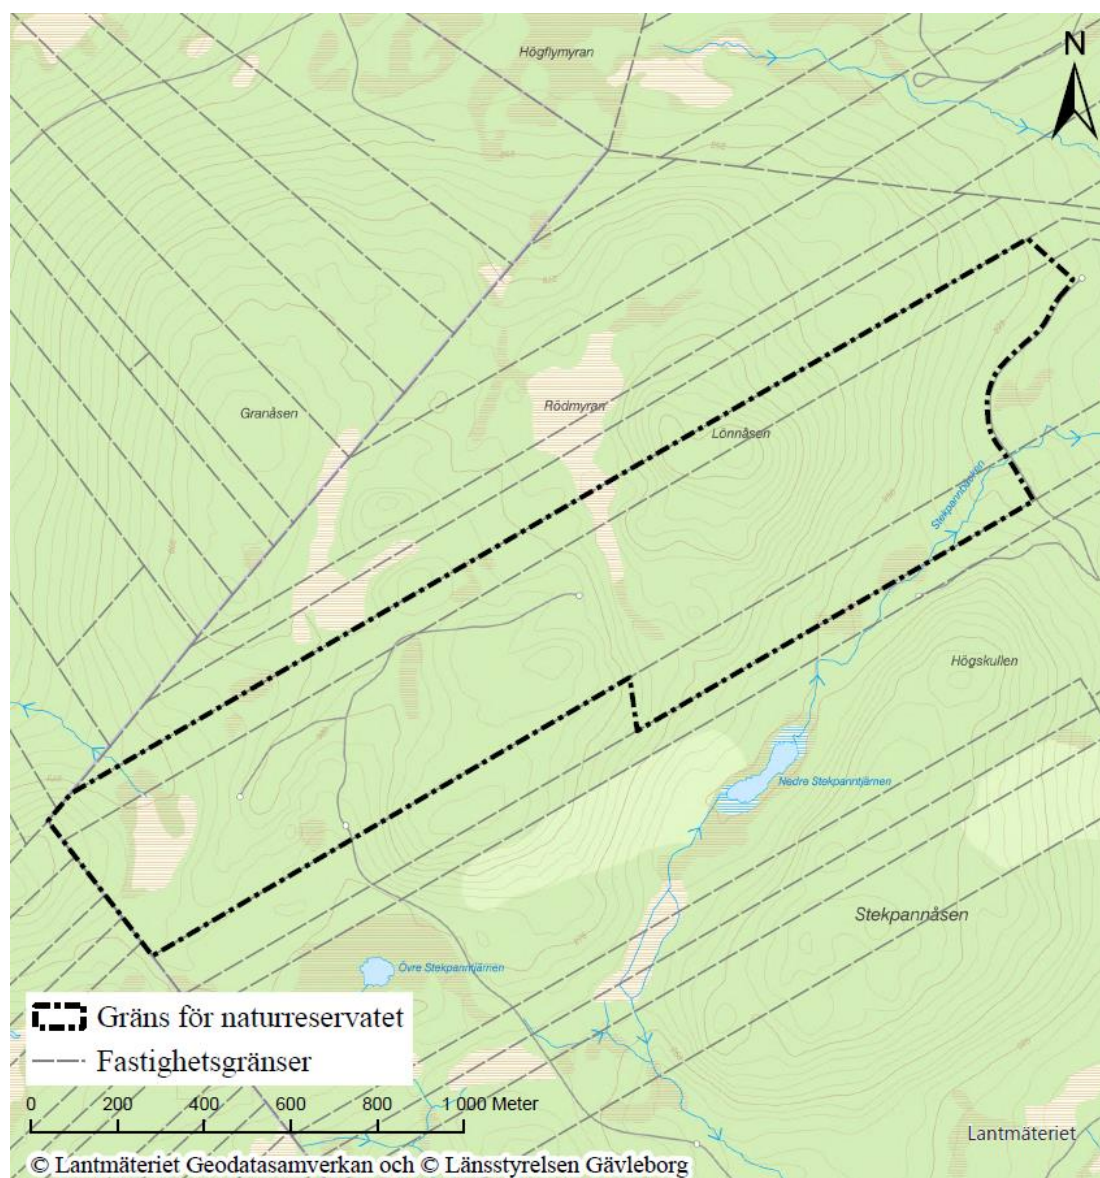 Högflymyran
N
Granåsen
Rödmyran
Lönnåsen
Stekpannbäcken
Högskullen
Nedre Stekpanntjärnen
Stekpannåsen
Övre Stekpanntjärnen
Gräns för naturreservatet
Fastighetsgränser
0 200 400 600 800 1 000 Meter
Lantmäteriet
© Lantmäteriet Geodatasamverkan och © Länsstyrelsen Gävleborg